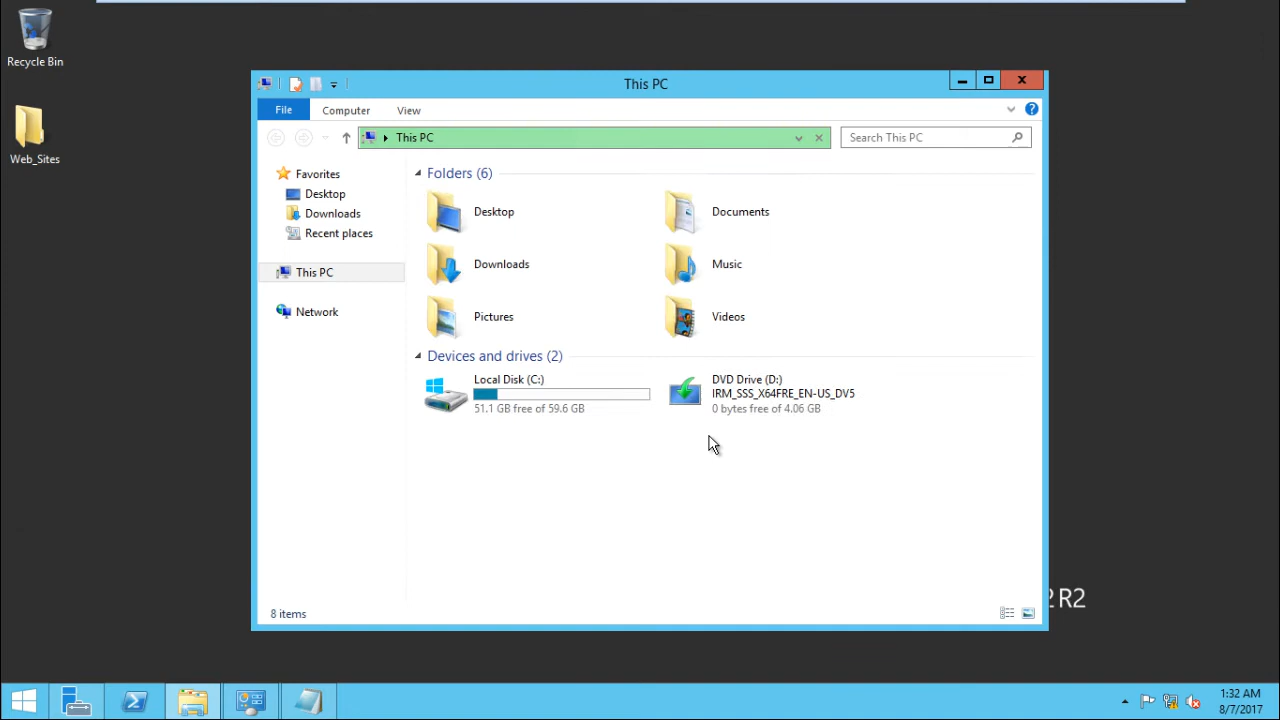 Recycle Bin
Web_Sites
This PC
File
Computer
View
This PC
Search This PC
Favorites
Desktop
Downloads
Recent places
This PC
Network
Folders (6)
Desktop
Documents
Downloads
Music
Pictures
Videos
Devices and drives (2)
Local Disk (C:)
51.1 GB free of 59.6 GB
DVD Drive (D:)
IRM_SSS_X64FRE_EN-US_DV5
0 bytes free of 4.06 GB
8 items
2 R2
1:32 AM
8/7/2017